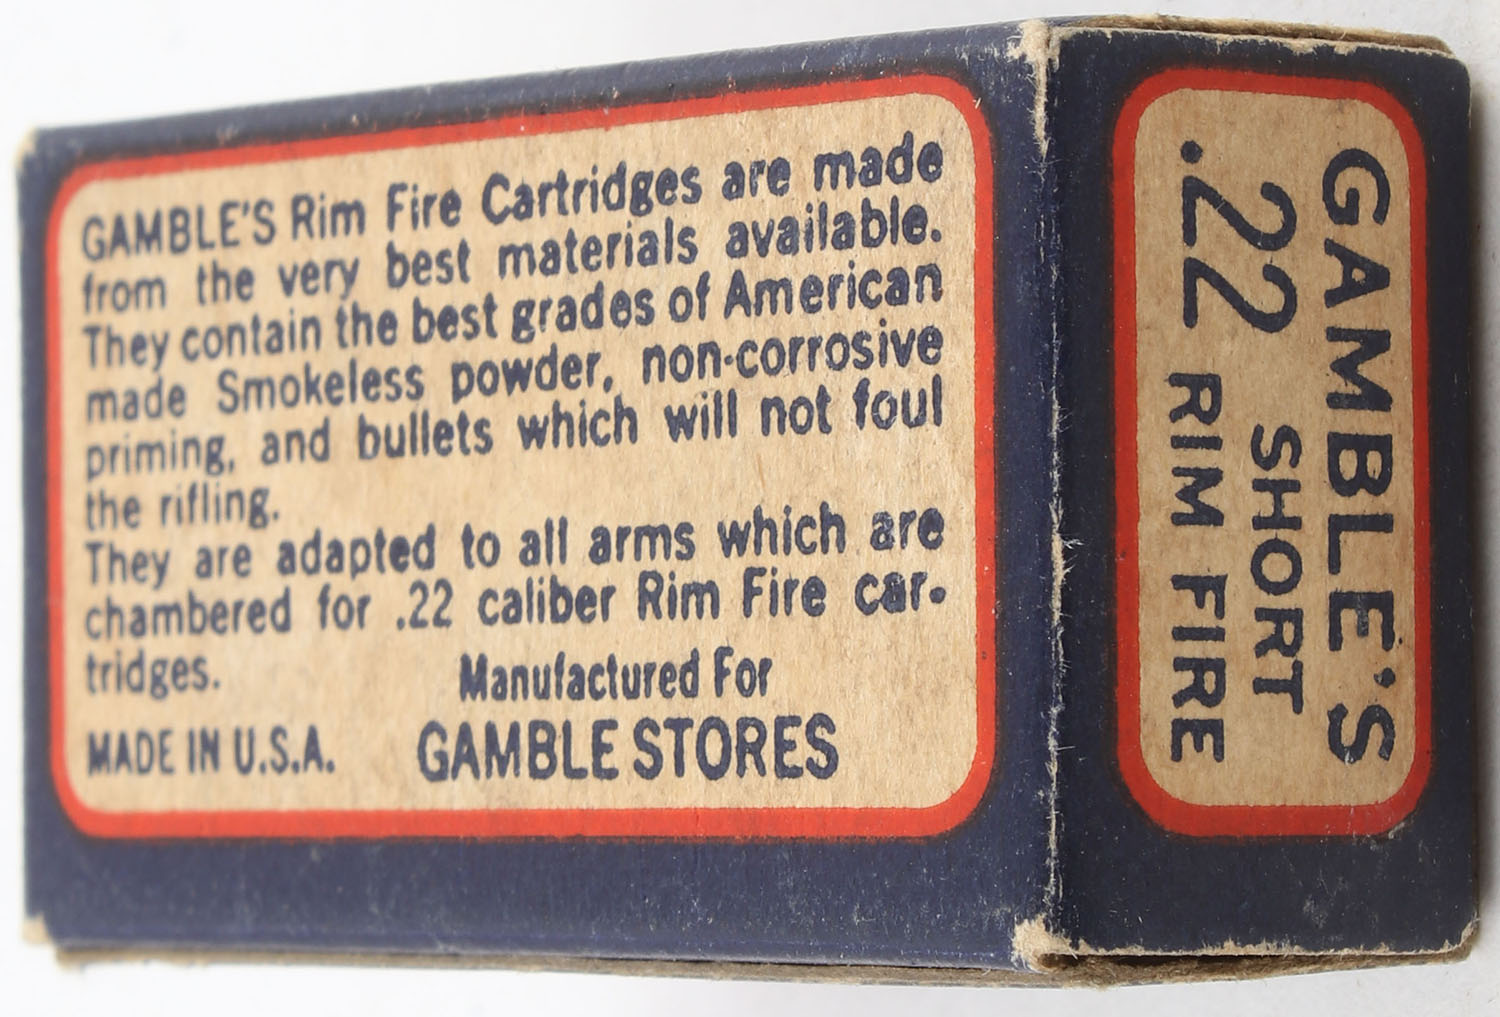 GAMBLE'S Rim Fire Cartridges are made
from the very best materials available.
They contain the best grades of American
made Smokeless powder, non-corrosive
priming, and bullets which will not foul
the rifling.
They are adapted to all arms which are
chambered for .22 caliber Rim Fire car-
tridges.
Manufactured For
MADE IN U.S.A. GAMBLE STORES
GAMBLE'S
22 SHORT
.22 RIM FIRE